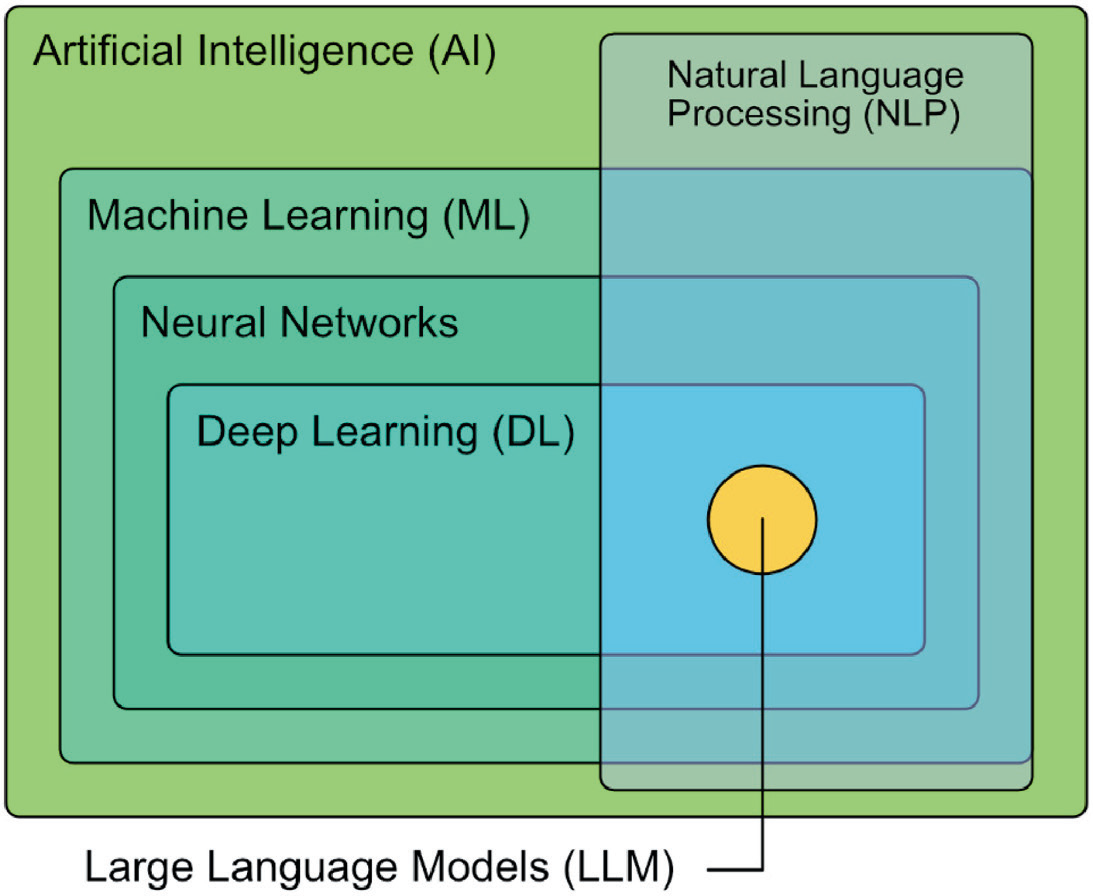 Artificial Intelligence (AI)
Natural Language
Processing (NLP)
Machine Learning (ML)
Neural Networks
Deep Learning (DL)
Large Language Models (LLM)